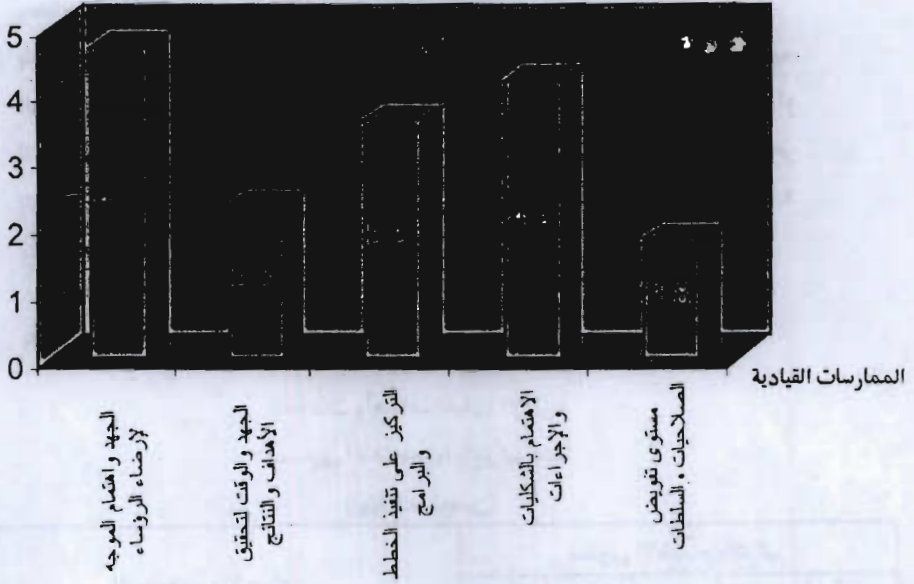 5
4
3
2
1
0
الممارسات القيادية
الجهد واهتمام الموجه
لإرضاء الرؤساء
الجهد والوقت لتحقيق
الأهداف والنتائج
التركيز على تنفيذ الخطط
والبرامج
الاهتمام بالشكليات
والإجراءات
مستوى تفويض
الصلاحيات ، السلطات